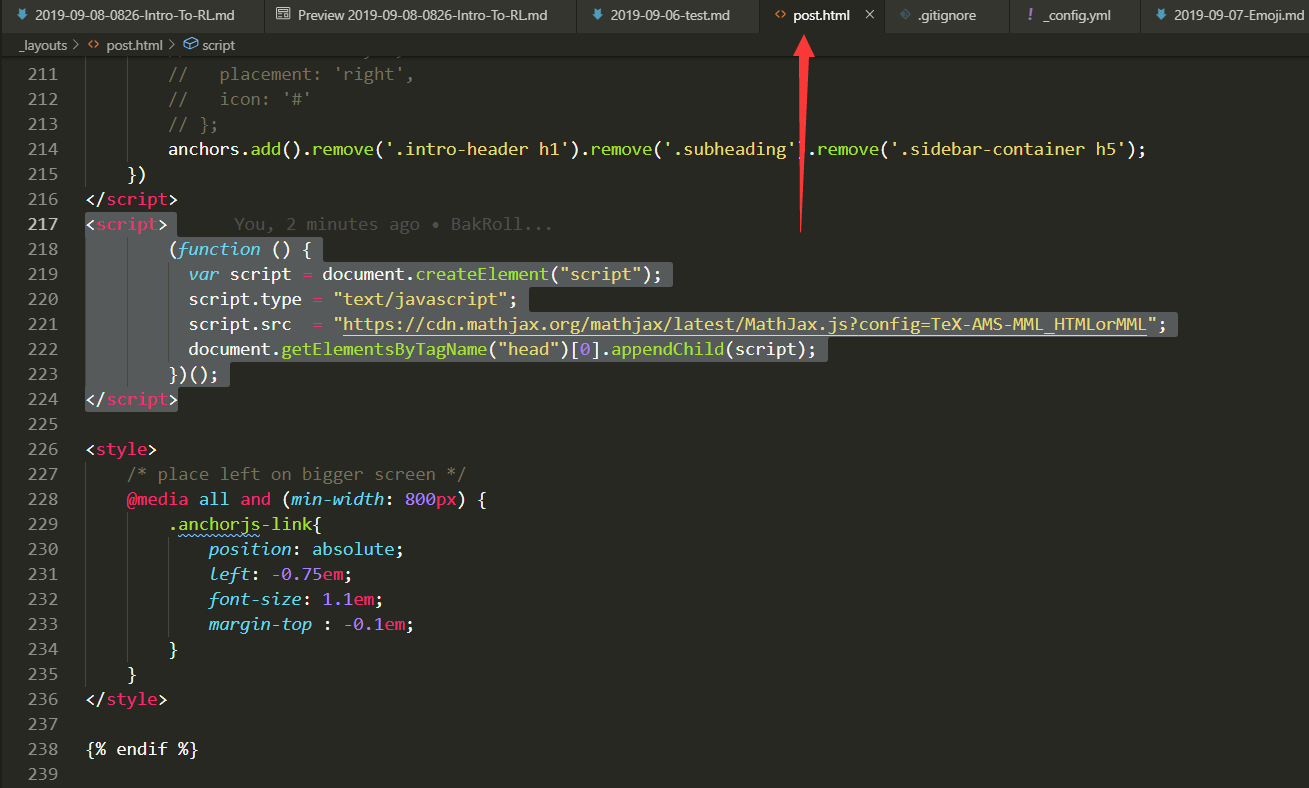 2019-09-08-0826-Intro-To-RL.md Preview 2019-09-08-0826-Intro-To-RL.md 2019-09-06-test.md post.html × .gitignore ! _config.yml 2019-09-07-Emoji.md
_layouts > <> post.html > script
211 //   placement: 'right',
212 //   icon: '#'
213 // };
214 anchors.add().remove('.intro-header h1').remove('.subheading').remove('.sidebar-container h5');
215 })
216 </script>
217 <script> You, 2 minutes ago • BakRoll...
218 (function () {
219 var script = document.createElement("script");
220 script.type = "text/javascript";
221 script.src  = "https://cdn.mathjax.org/mathjax/latest/MathJax.js?config=TeX-AMS-MML_HTMLorMML";
222 document.getElementsByTagName("head")[0].appendChild(script);
223 })();
224 </script>
225
226 <style>
227 /* place left on bigger screen */
228 @media all and (min-width: 800px) {
229 .anchorjs-link{
230 position: absolute;
231 left: -0.75em;
232 font-size: 1.1em;
233 margin-top : -0.1em;
234 }
235 }
236 </style>
237
238 {% endif %}
239